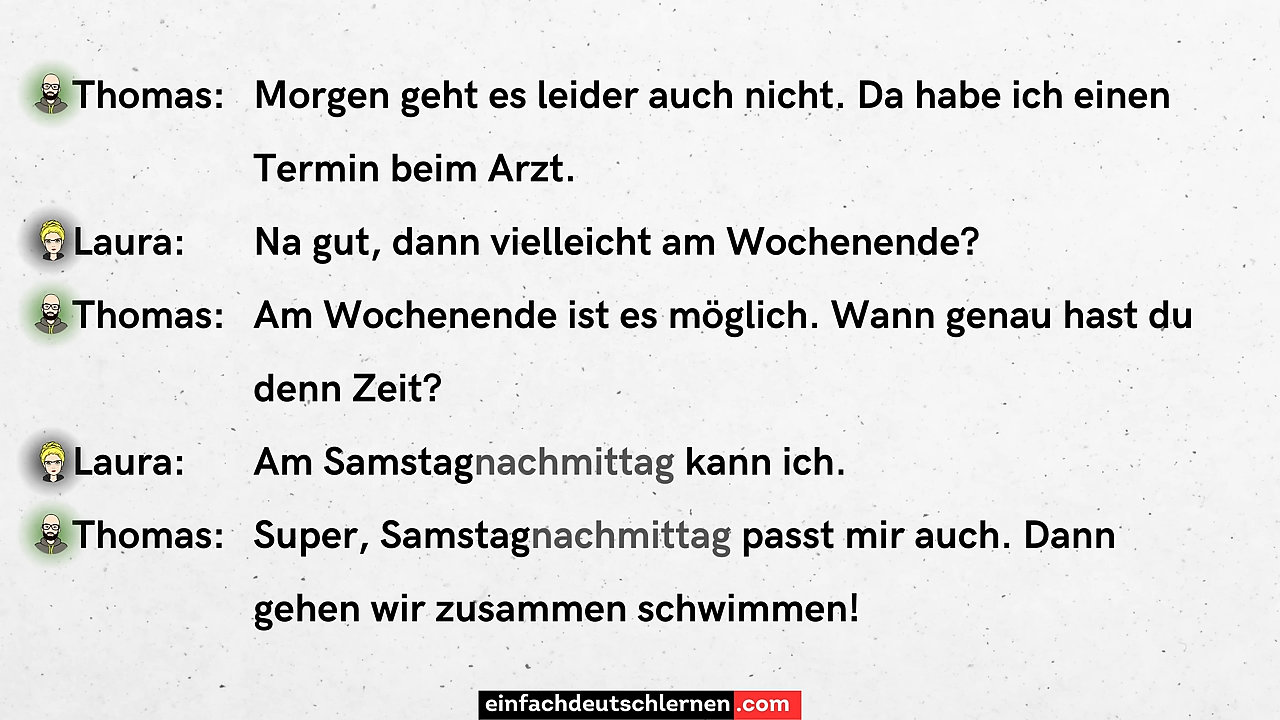 Thomas: Morgen geht es leider auch nicht. Da habe ich einen
Termin beim Arzt.
Laura: Na gut, dann vielleicht am Wochenende?
Thomas: Am Wochenende ist es möglich. Wann genau hast du
denn Zeit?
Laura: Am Samstagnachmittag kann ich.
Thomas: Super, Samstagnachmittag passt mir auch. Dann
gehen wir zusammen schwimmen!
einfachdeutschlernen.com